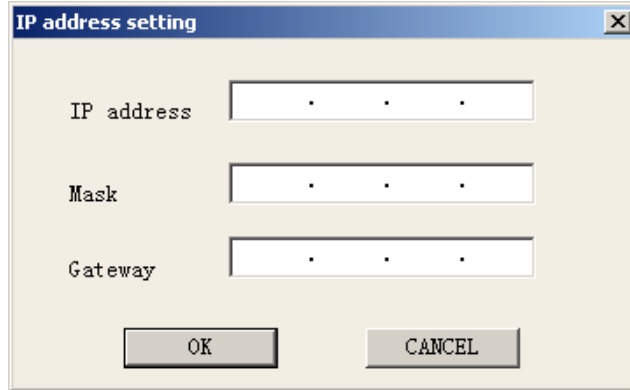 IP address setting
IP address . . .
Mask . . .
Gateway . . .
OK CANCEL